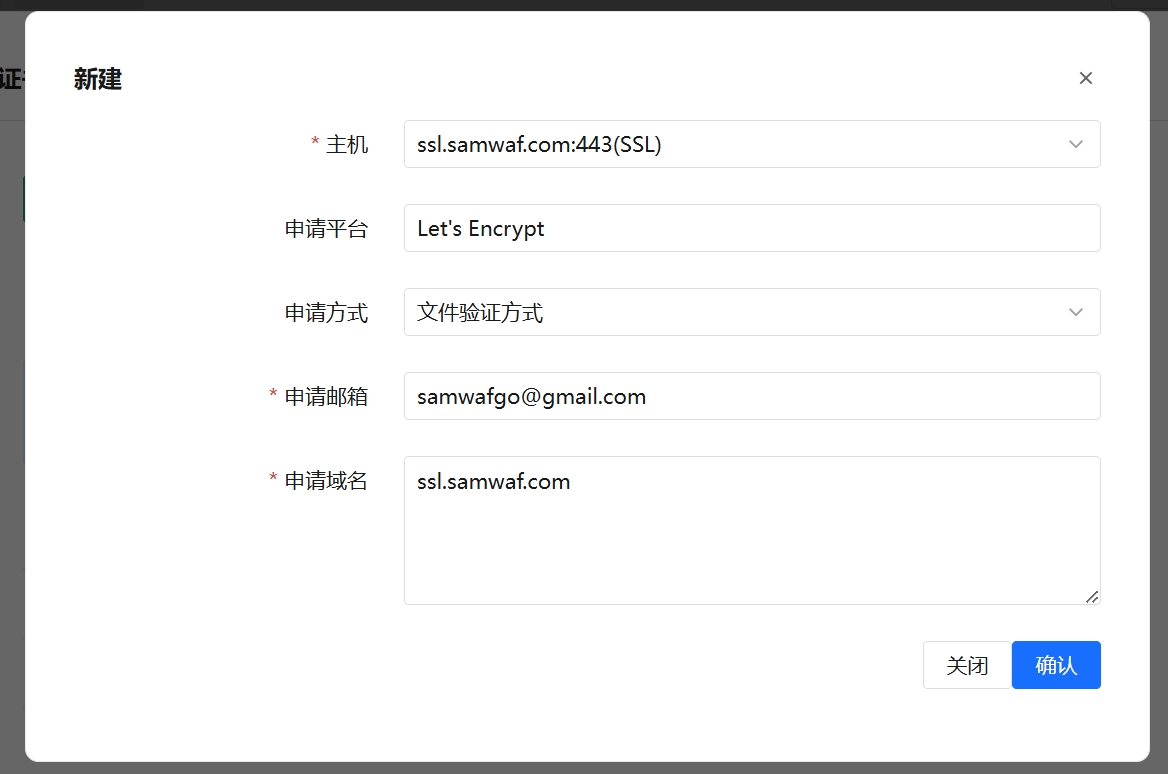 新建
* 主机 ssl.samwaf.com:443(SSL)
申请平台 Let's Encrypt
申请方式 文件验证方式
* 申请邮箱 samwafgo@gmail.com
* 申请域名 ssl.samwaf.com
关闭 确认